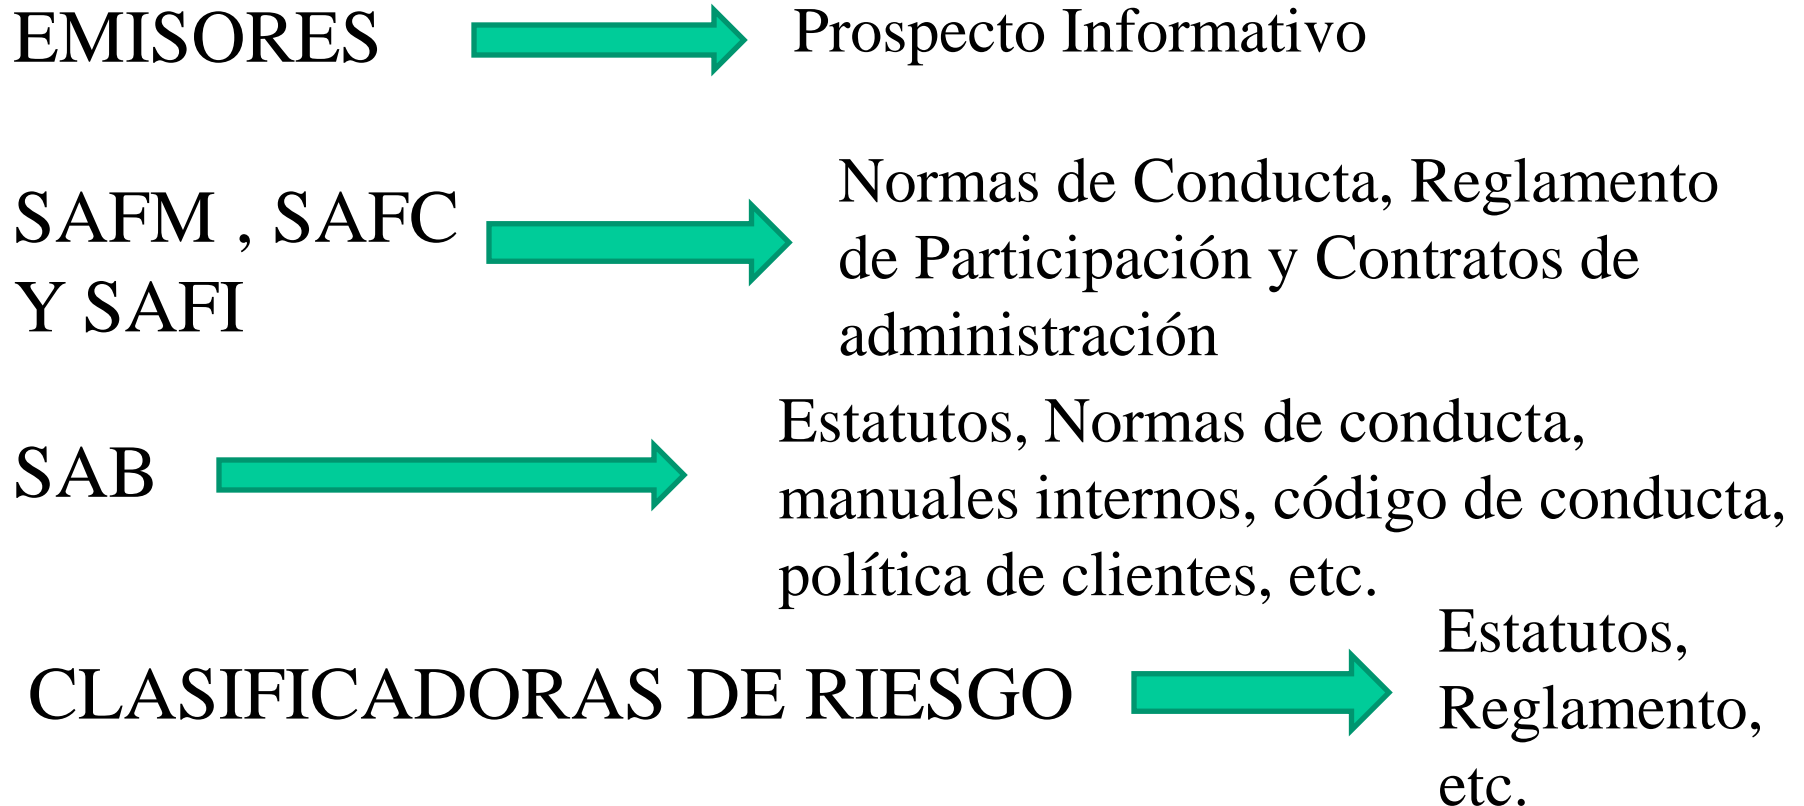 EMISORES
Prospecto Informativo
SAFM , SAFC
Y SAFI
Normas de Conducta, Reglamento
de Participación y Contratos de
administración
SAB
Estatutos, Normas de conducta,
manuales internos, código de conducta,
política de clientes, etc.
CLASIFICADORAS DE RIESGO
Estatutos,
Reglamento,
etc.